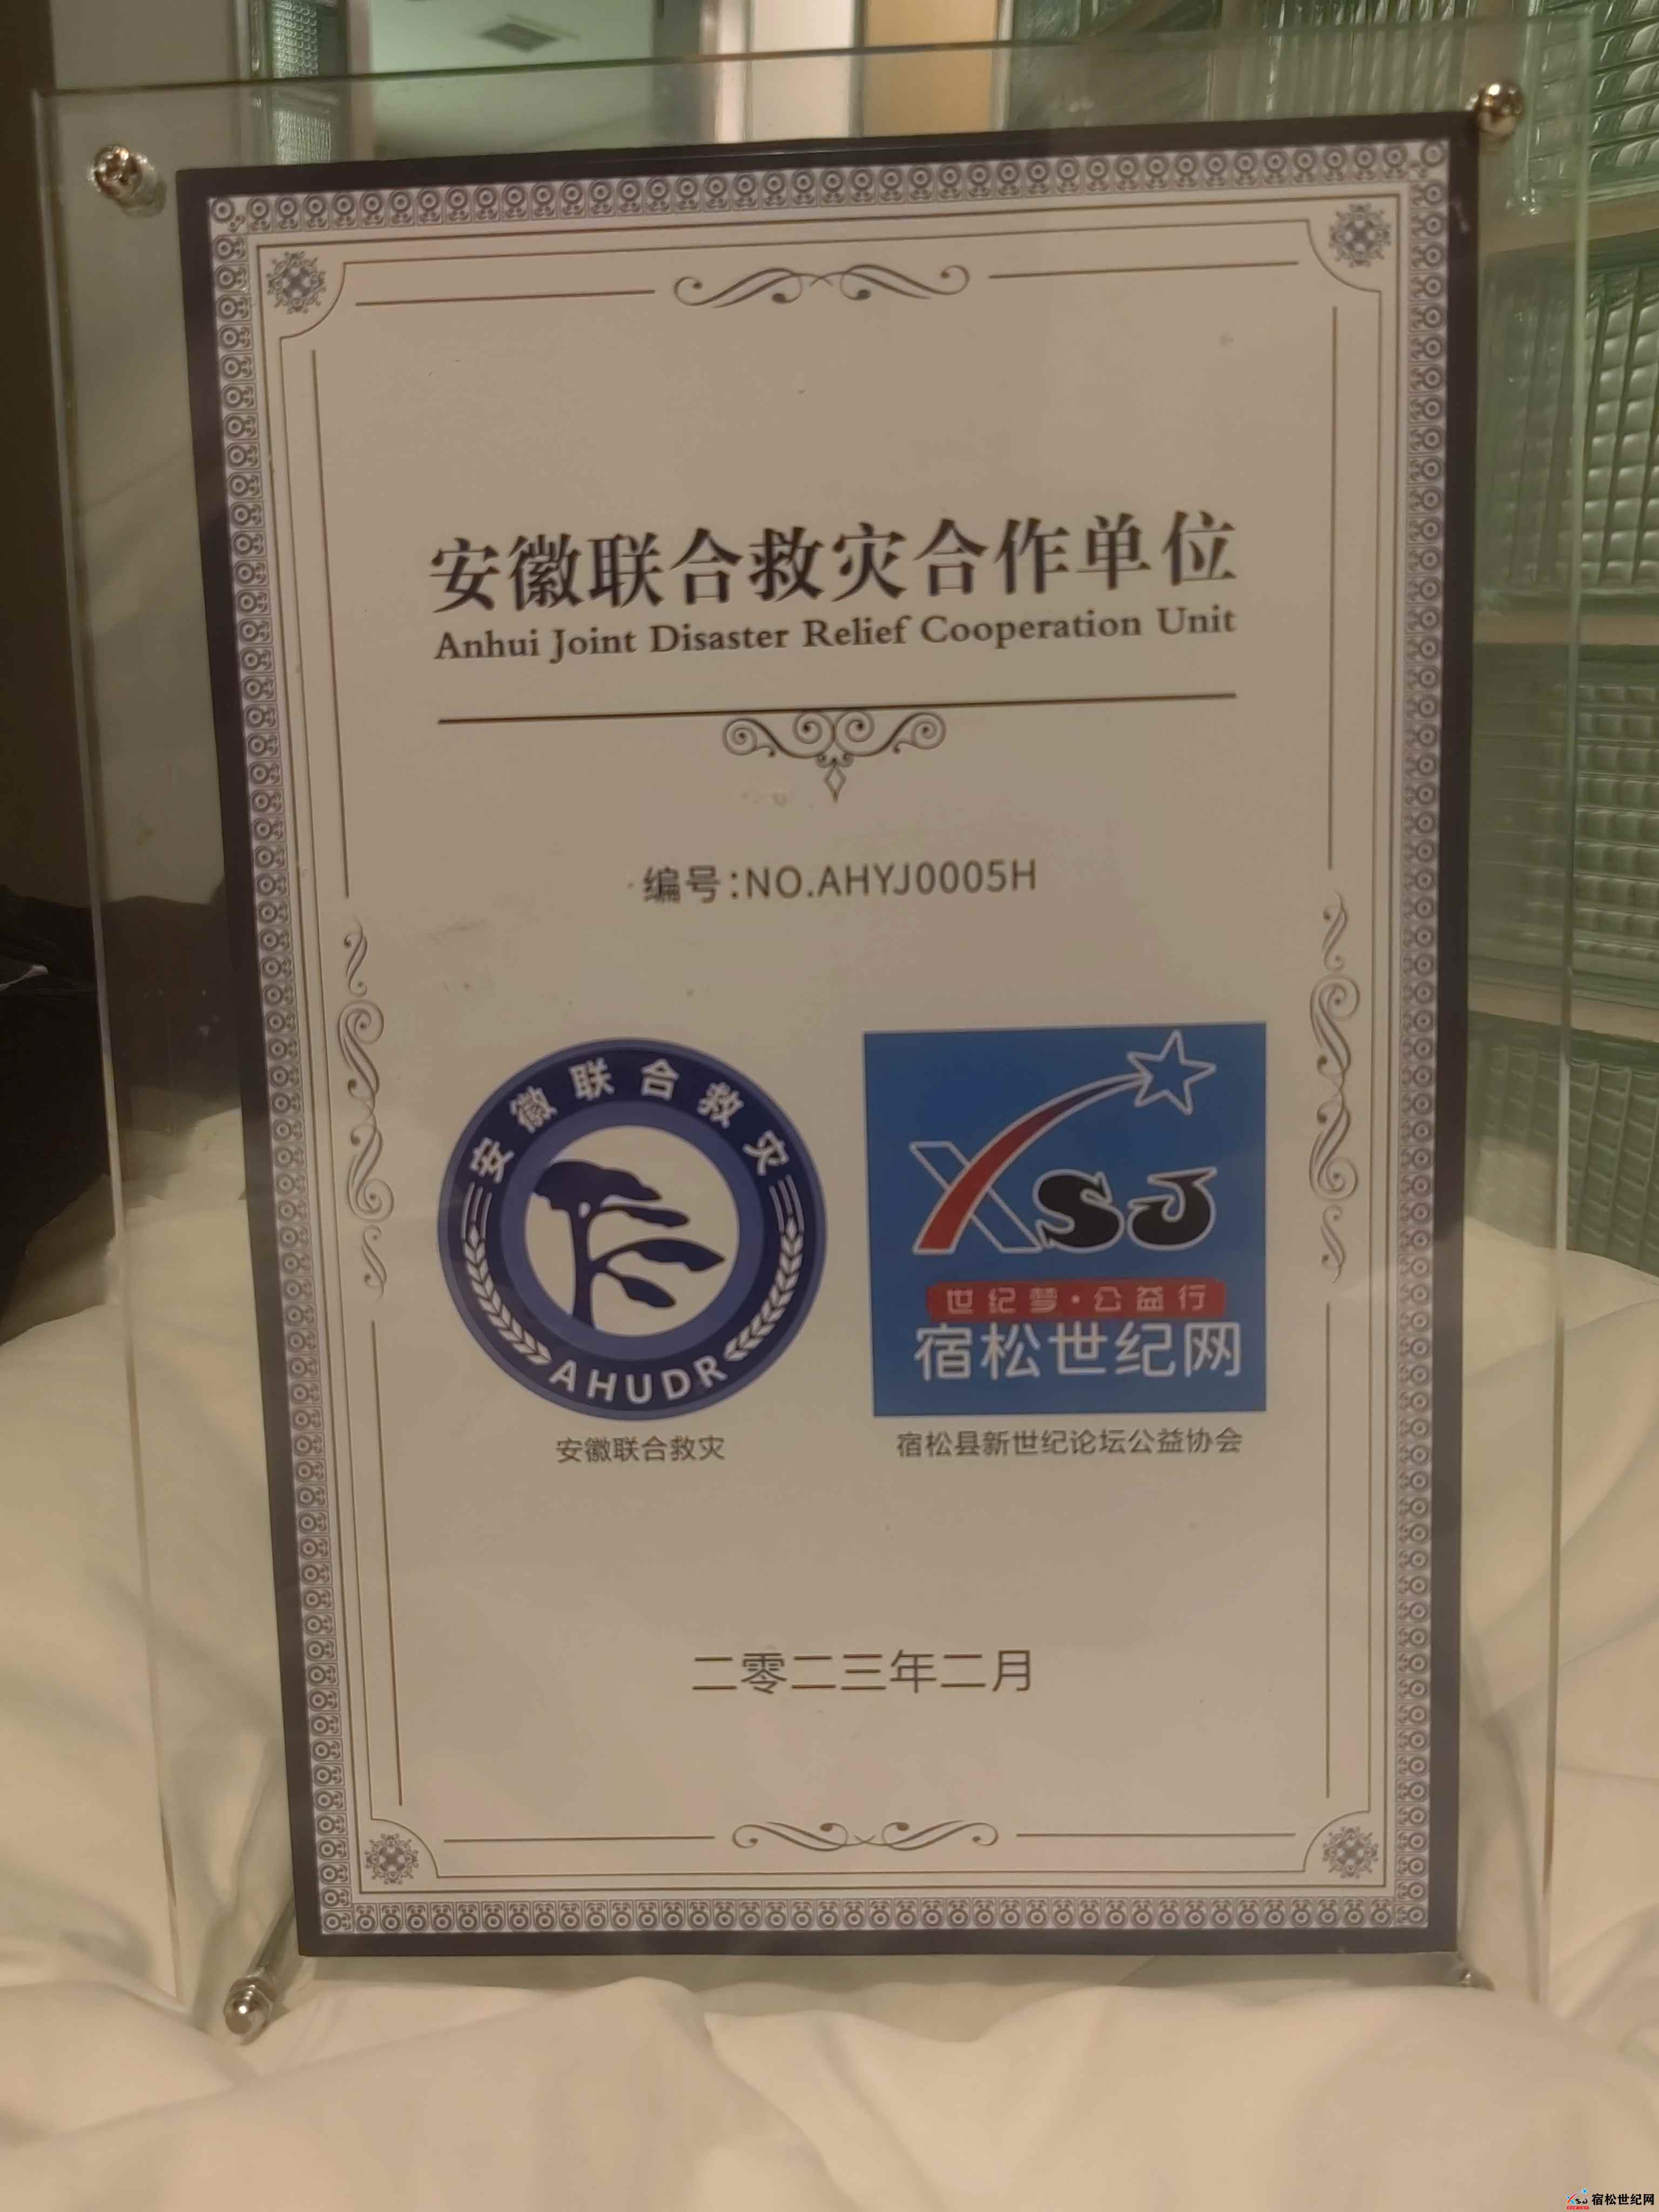 安徽联合救灾合作单位
Anhui Joint Disaster Relief Cooperation Unit
编号:NO.AHYJ0005H
安徽联合救灾
AHUDR
安徽联合救灾
XSJ
世纪梦·公益行
宿松世纪网
宿松县新世纪论坛公益协会
二零二三年二月
XSJ 宿松世纪网